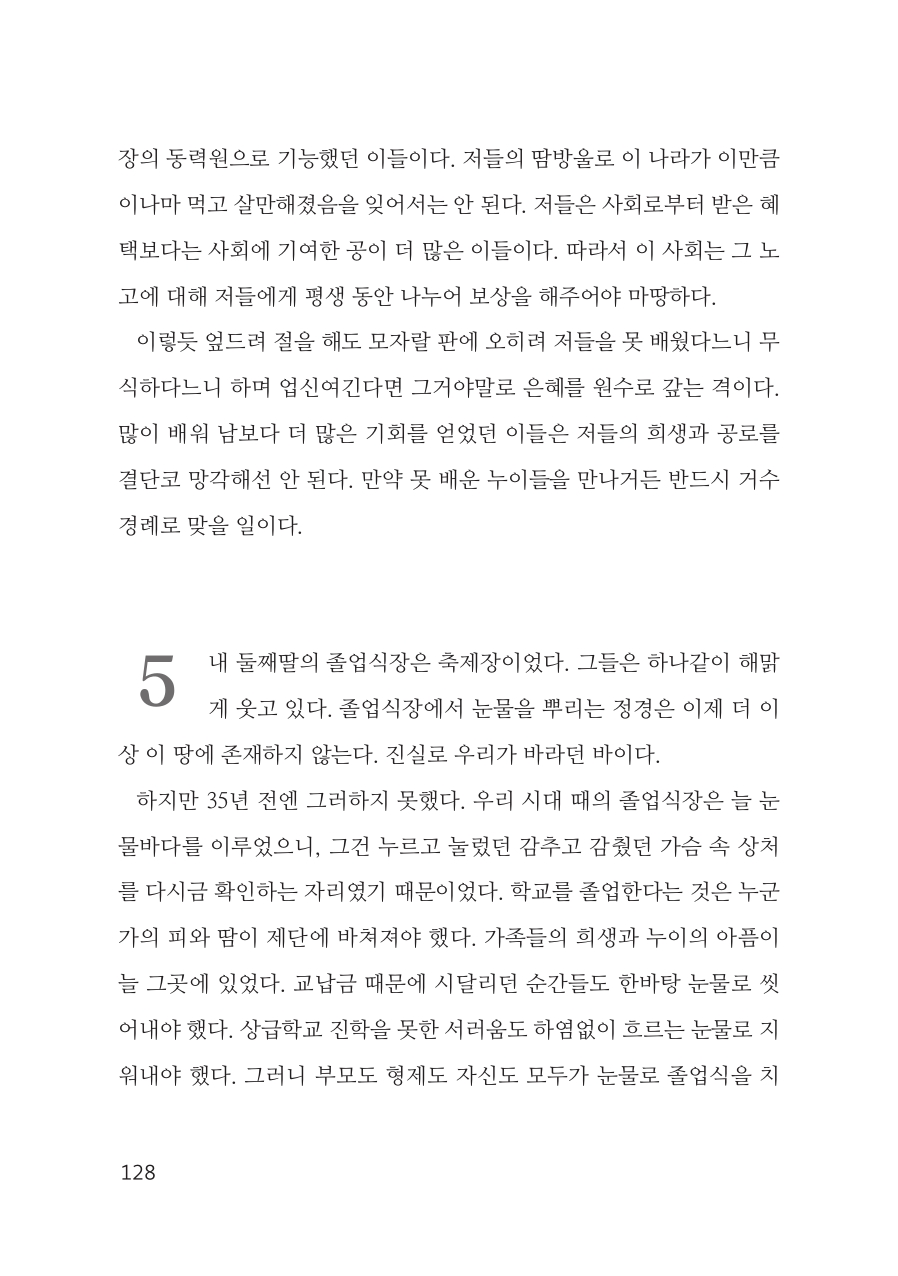 장의 동력원으로 기능했던 이들이다. 저들의 땀방울로 이 나라가 이만큼
이나마 먹고 살만해졌음을 잊어서는 안 된다. 저들은 사회로부터 받은 혜
택보다는 사회에 기여한 공이 더 많은 이들이다. 따라서 이 사회는 그 노
고에 대해 저들에게 평생 동안 나누어 보상을 해주어야 마땅하다.
이렇듯 엎드려 절을 해도 모자랄 판에 오히려 저들을 못 배웠다느니 무
식하다느니 하며 업신여긴다면 그거야말로 은혜를 원수로 갚는 격이다.
많이 배워 남보다 더 많은 기회를 얻었던 이들은 저들의 희생과 공로를
결단코 망각해선 안 된다. 만약 못 배운 누이들을 만나거든 반드시 거수
경례로 맞을 일이다.
5 내 둘째딸의 졸업식장은 축제장이었다. 그들은 하나같이 해맑
게 웃고 있다. 졸업식장에서 눈물을 뿌리는 정경은 이제 더 이
상 이 땅에 존재하지 않는다. 진실로 우리가 바라던 바이다.
하지만 35년 전엔 그러하지 못했다. 우리 시대 때의 졸업식장은 늘 눈
물바다를 이루었으니, 그건 누르고 눌렀던 감추고 감췄던 가슴 속 상처
를 다시금 확인하는 자리였기 때문이었다. 학교를 졸업한다는 것은 누군
가의 피와 땀이 제단에 바쳐져야 했다. 가족들의 희생과 누이의 아픔이
늘 그곳에 있었다. 교납금 때문에 시달리던 순간들도 한바탕 눈물로 씻
어내야 했다. 상급학교 진학을 못한 서러움도 하염없이 흐르는 눈물로 지
워내야 했다. 그러니 부모도 형제도 자신도 모두가 눈물로 졸업식을 치
128